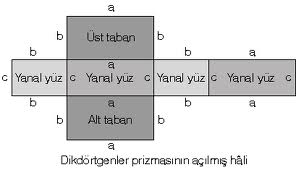 a
b Üst taban b
b a b a
c Yanal yüz c Yanal yüz c Yanal yüz Yanal yüz c
b a b a
b Alt taban b
a
Dikdörtgenler prizmasının açılmış hâli